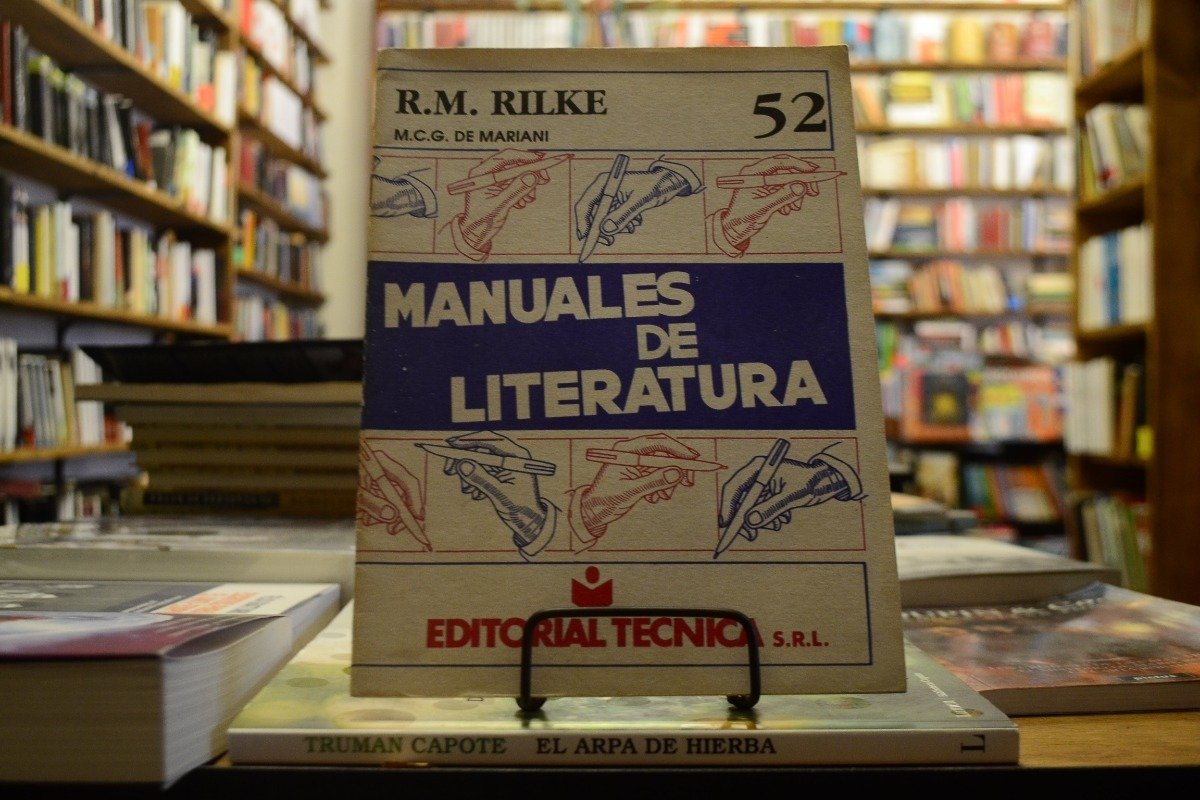 R.M. RILKE
52
M.C.G. DE MARIANI
MANUALES
DE
LITERATURA
EDITORIAL TECNICA S.R.L.
TRUMAN CAPOTE EL ARPA DE HIERBA L